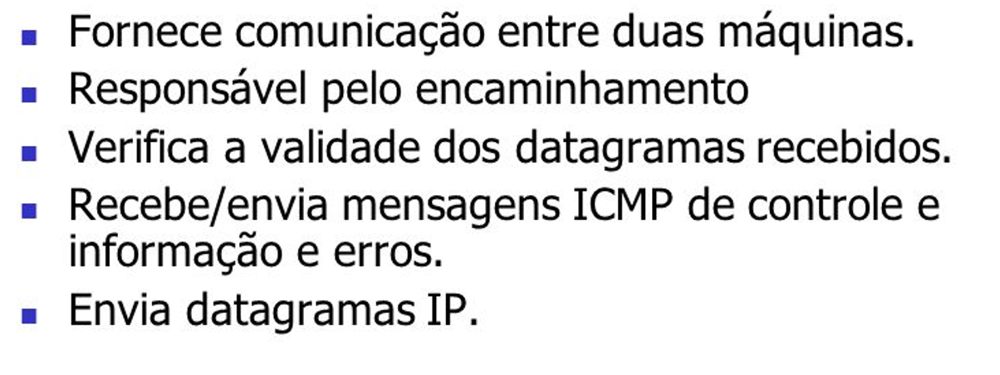 Fornece comunicação entre duas máquinas.
Responsável pelo encaminhamento
Verifica a validade dos datagramas recebidos.
Recebe/envia mensagens ICMP de controle e
informação e erros.
Envia datagramas IP.